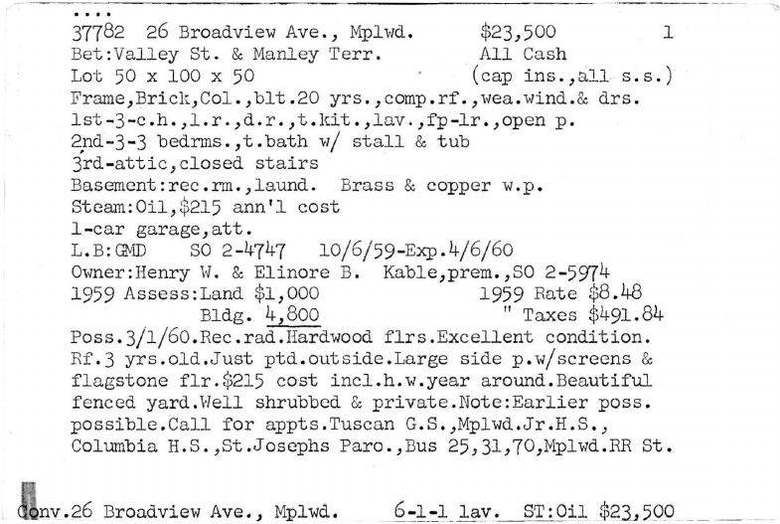 ....
37782 26 Broadview Ave., Mplwd. $23,500 1
Bet:Valley St. & Manley Terr. All Cash
Lot 50 x 100 x 50 (cap ins.,all s.s.)
Frame,Brick,Col.,blt.20 yrs.,comp.rf.,wea.wind.& drs.
1st-3-c.h.,l.r.,d.r.,t.kit.,lav.,fp-lr.,open p.
2nd-3-3 bedrms.,t.bath w/ stall & tub
3rd-attic,closed stairs
Basement:rec.rm.,laund. Brass & copper w.p.
Steam:Oil,$215 ann'l cost
1-car garage,att.
L.B:GMD SO 2-4747 10/6/59-Exp.4/6/60
Owner:Henry W. & Elinore B. Kable,prem.,SO 2-5974
1959 Assess:Land $1,000 1959 Rate $8.48
Bldg. 4,800 " Taxes $491.84
Poss.3/1/60.Rec.rad.Hardwood flrs.Excellent condition.
Rf.3 yrs.old.Just ptd.outside.Large side p.w/screens &
flagstone flr.$215 cost incl.h.w.year around.Beautiful
fenced yard.Well shrubbed & private.Note:Earlier poss.
possible.Call for appts.Tuscan G.S.,Mplwd.Jr.H.S.,
Columbia H.S.,St.Josephs Paro.,Bus 25,31,70,Mplwd.RR St.
Conv.26 Broadview Ave., Mplwd. 6-1-1 lav. ST:Oil $23,500